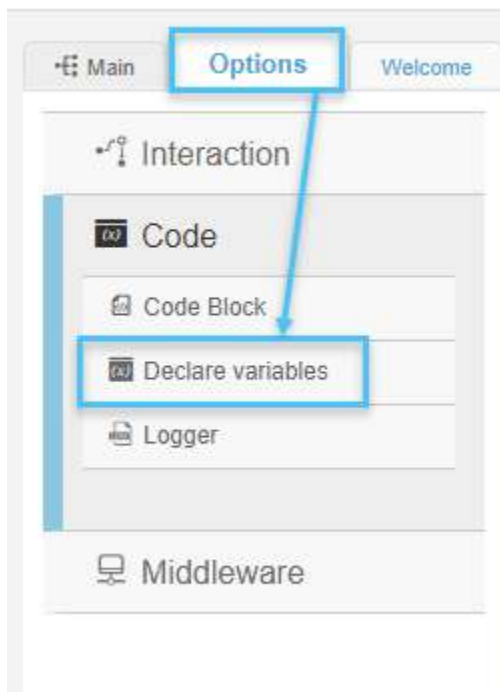 Main Options Welcome
Interaction
(x) Code
Code Block
(x) Declare variables
Logger
Middleware